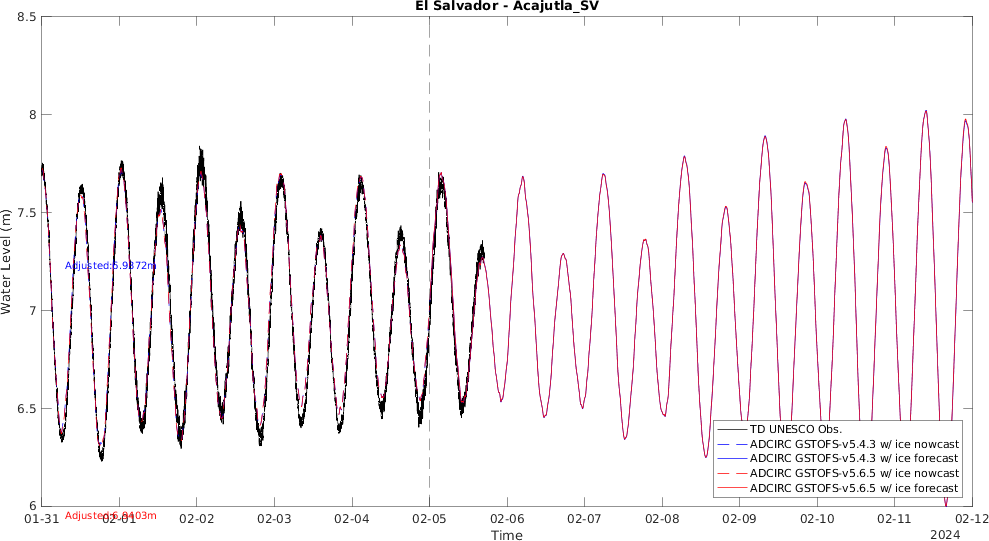 El Salvador - Acajutla_SV
8.5
8
7.5
7
6.5
6
Water Level (m)
Adjusted:6.9872m
Adjusted:6.9403m
TD UNESCO Obs.
ADCIRC GSTOFS-v5.4.3 w/ ice nowcast
ADCIRC GSTOFS-v5.4.3 w/ ice forecast
ADCIRC GSTOFS-v5.6.5 w/ ice nowcast
ADCIRC GSTOFS-v5.6.5 w/ ice forecast
01-31 02-01 02-02 02-03 02-04 02-05 02-06 02-07 02-08 02-09 02-10 02-11 02-12
Time
2024